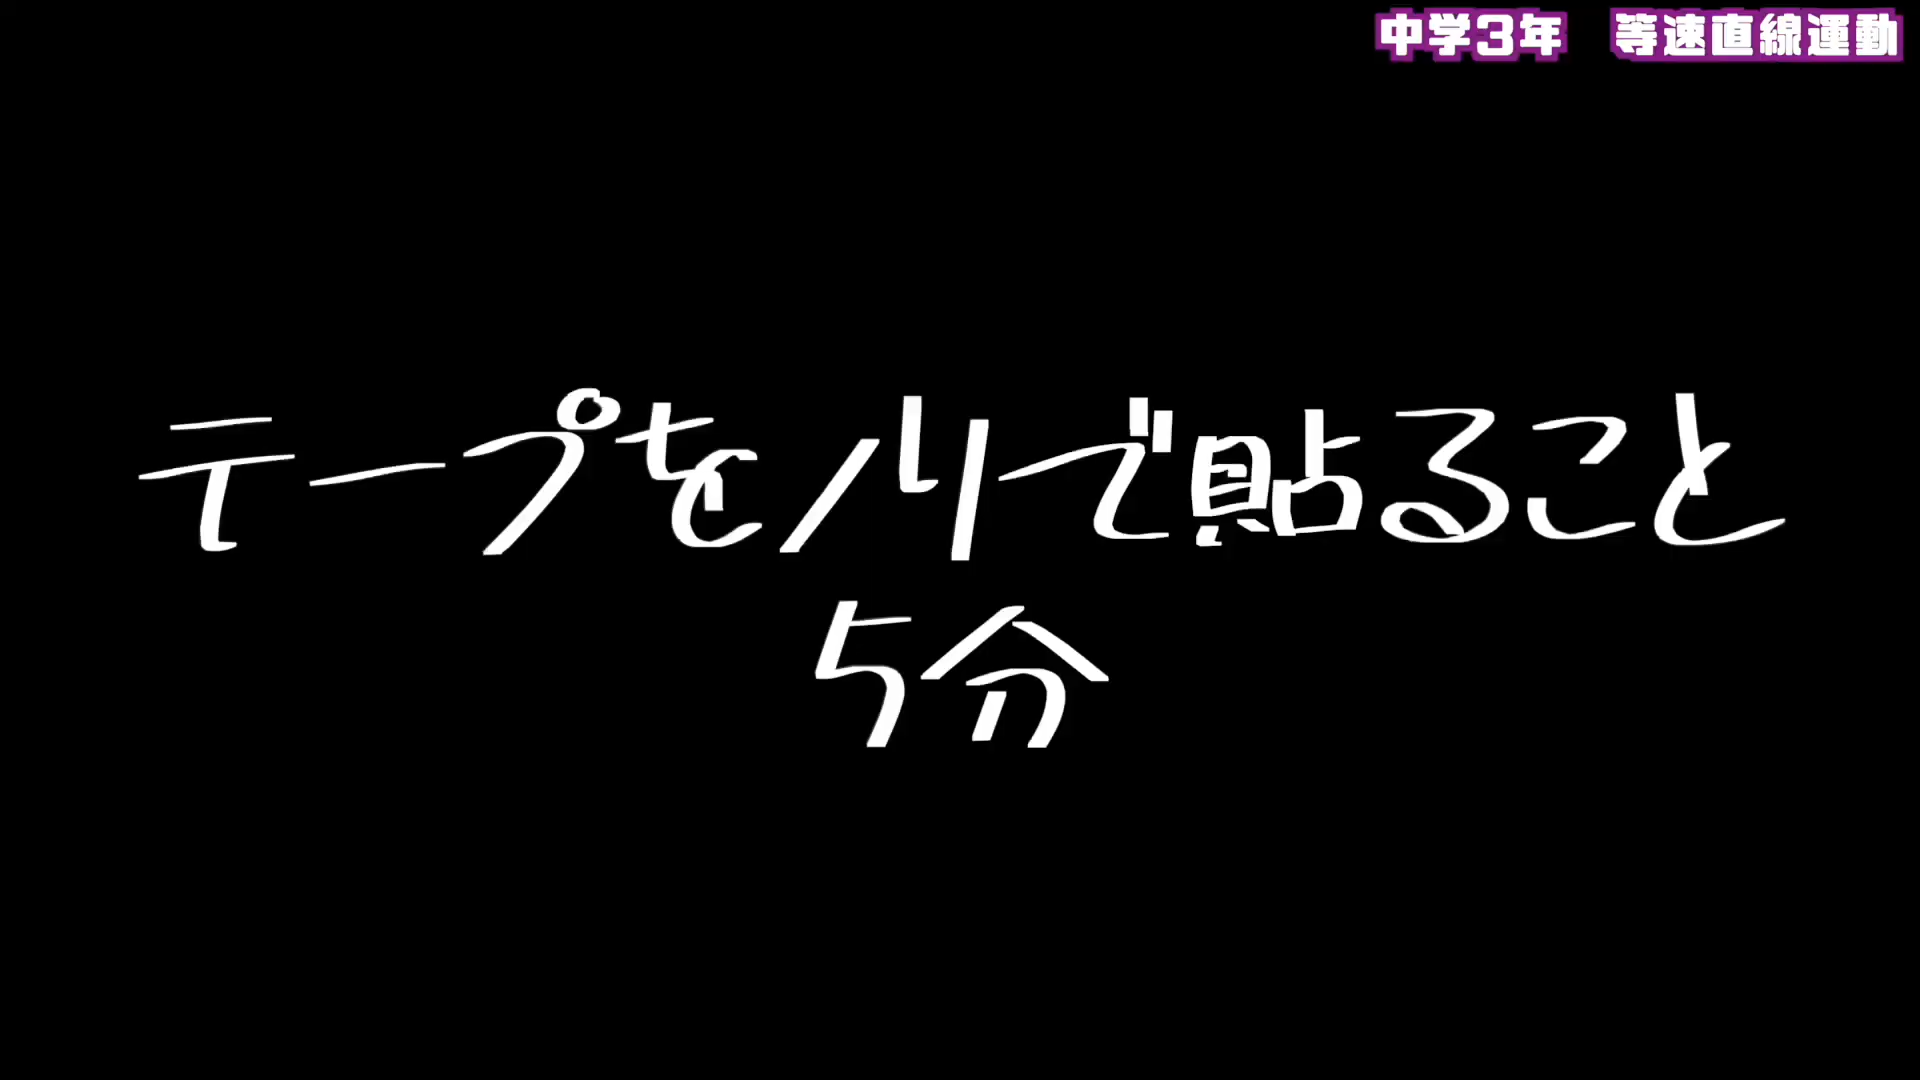 中学3年　等速直線運動
テープをノリで貼ること
5分